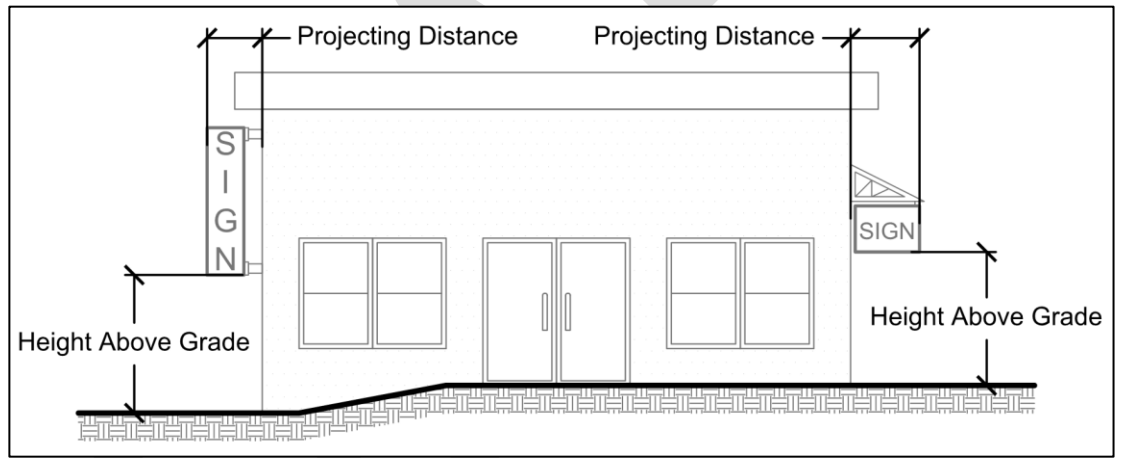 Projecting Distance
Projecting Distance
S
I
G
N
SIGN
Height Above Grade
Height Above Grade